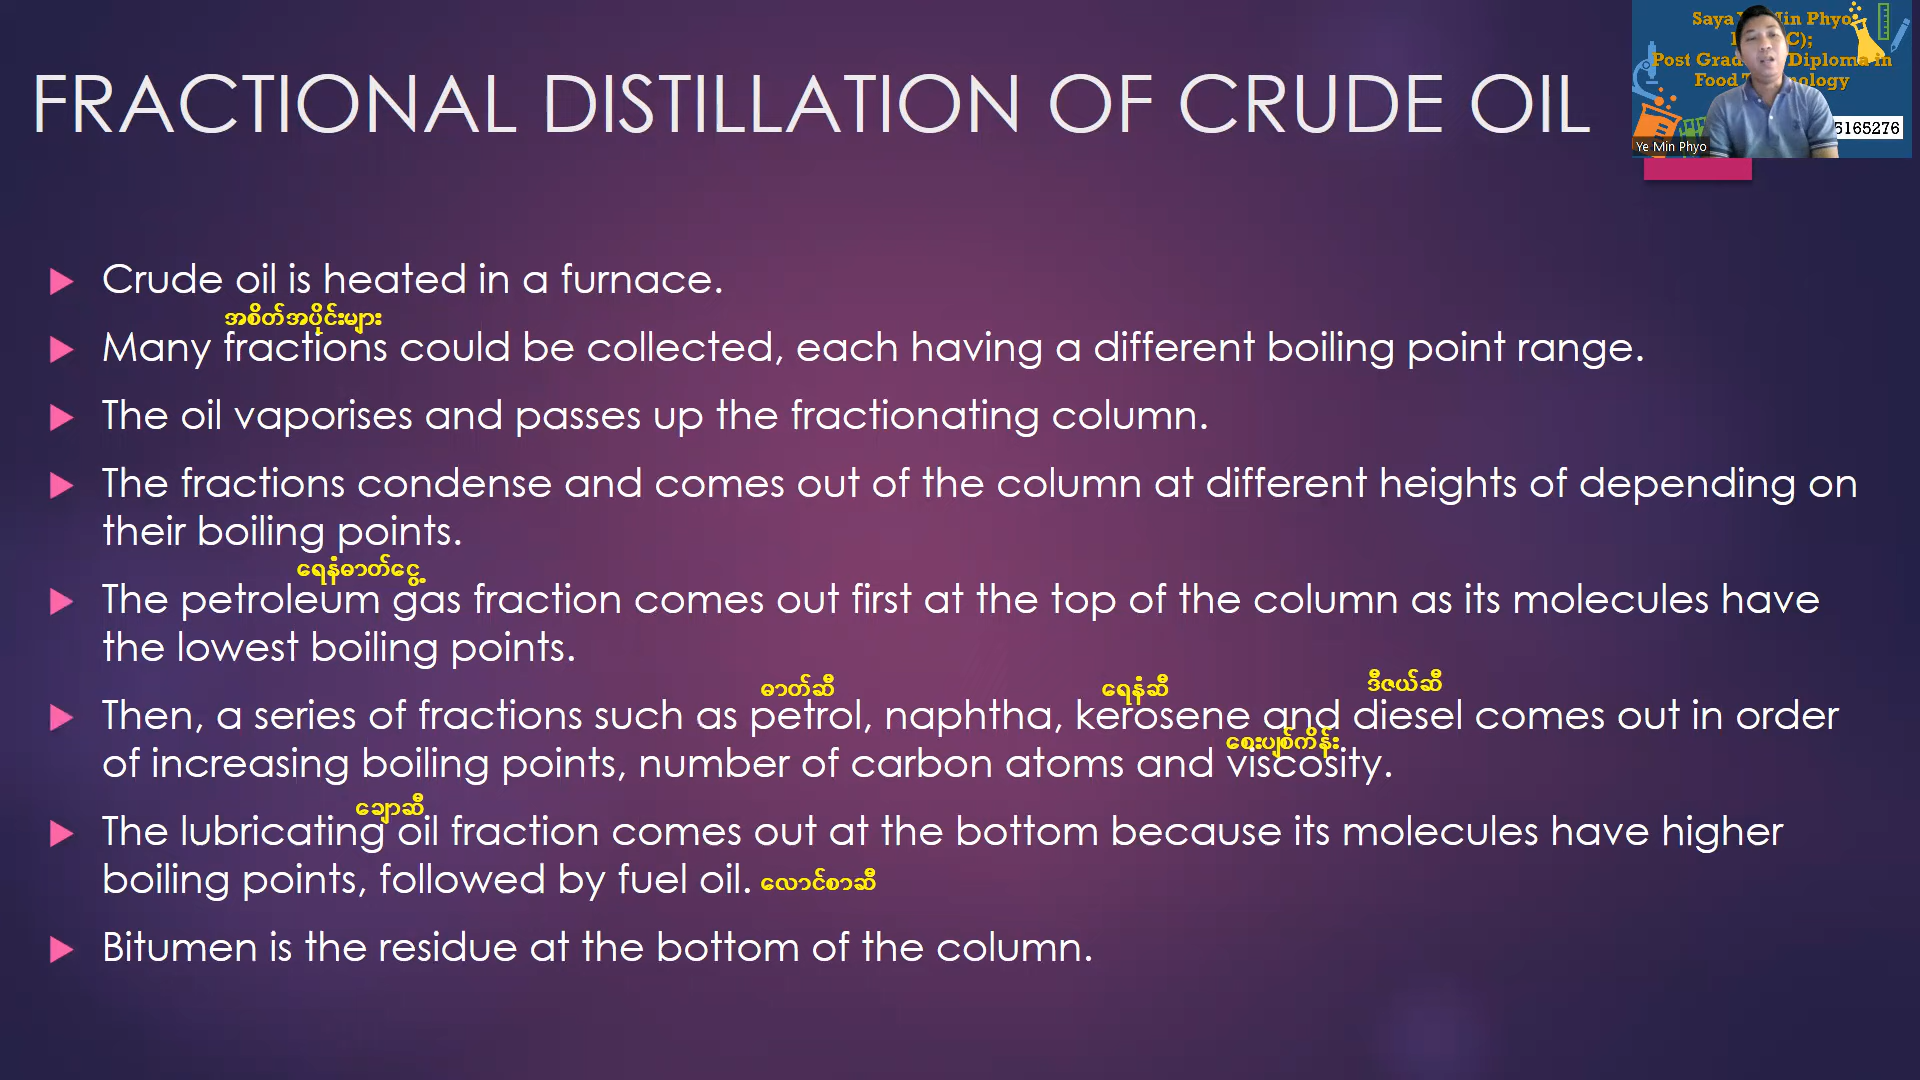 Saya Min Phyo
C);
Post Grad Diploma in
Food T nology
5165276
Ye Min Phyo
FRACTIONAL DISTILLATION OF CRUDE OIL
Crude oil is heated in a furnace.
အစိတ်အပိုင်းများ
Many fractions could be collected, each having a different boiling point range.
The oil vaporises and passes up the fractionating column.
The fractions condense and comes out of the column at different heights of depending on
their boiling points.
ရေနံဓာတ်ငွေ့
The petroleum gas fraction comes out first at the top of the column as its molecules have
the lowest boiling points.
ဓာတ်ဆီ ရေနံဆီ ဒီဇယ်ဆီ
Then, a series of fractions such as petrol, naphtha, kerosene and diesel comes out in order
စေးပျစ်ကိန်း
of increasing boiling points, number of carbon atoms and viscosity.
ချောဆီ
The lubricating oil fraction comes out at the bottom because its molecules have higher
boiling points, followed by fuel oil. လောင်စာဆီ
Bitumen is the residue at the bottom of the column.